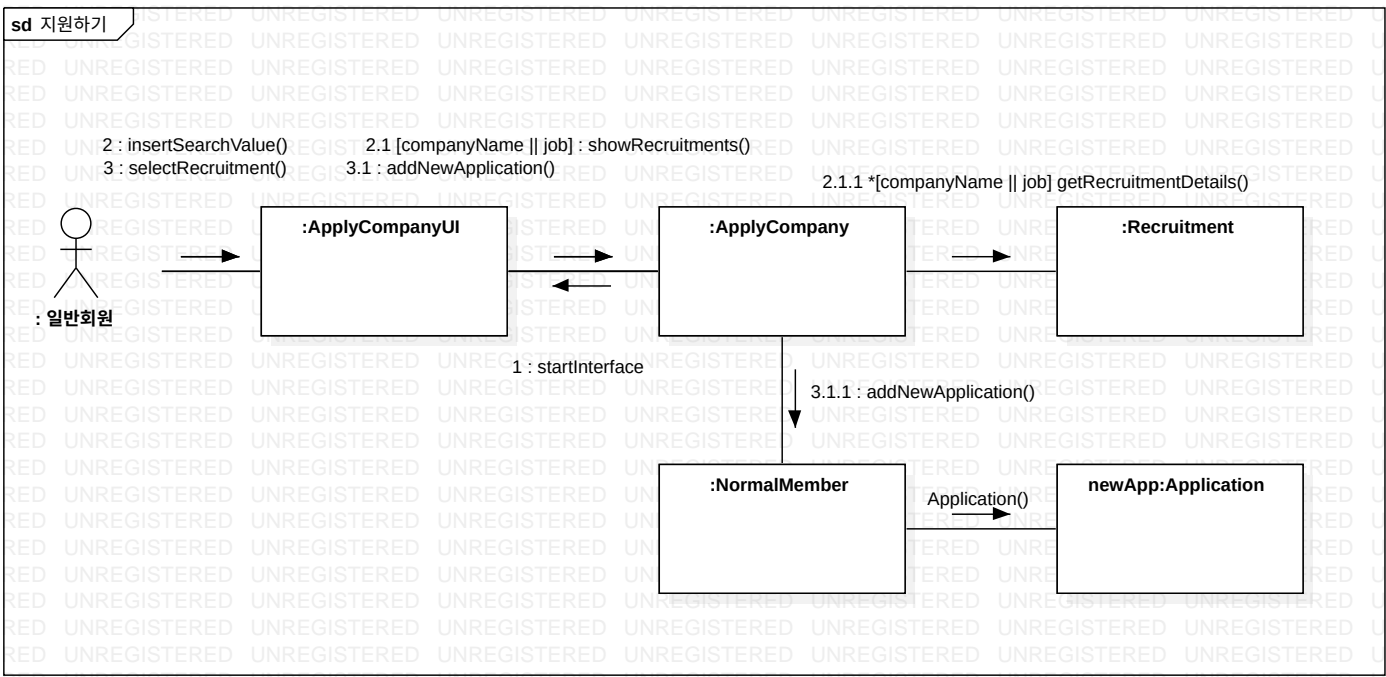 sd 지원하기
2 : insertSearchValue()
3 : selectRecruitment()
2.1 [companyName || job] : showRecruitments()
3.1 : addNewApplication()
2.1.1 *[companyName || job] getRecruitmentDetails()
: 일반회원
:ApplyCompanyUI
:ApplyCompany
:Recruitment
1 : startInterface
3.1.1 : addNewApplication()
:NormalMember
Application()
newApp:Application
UNREGISTERED